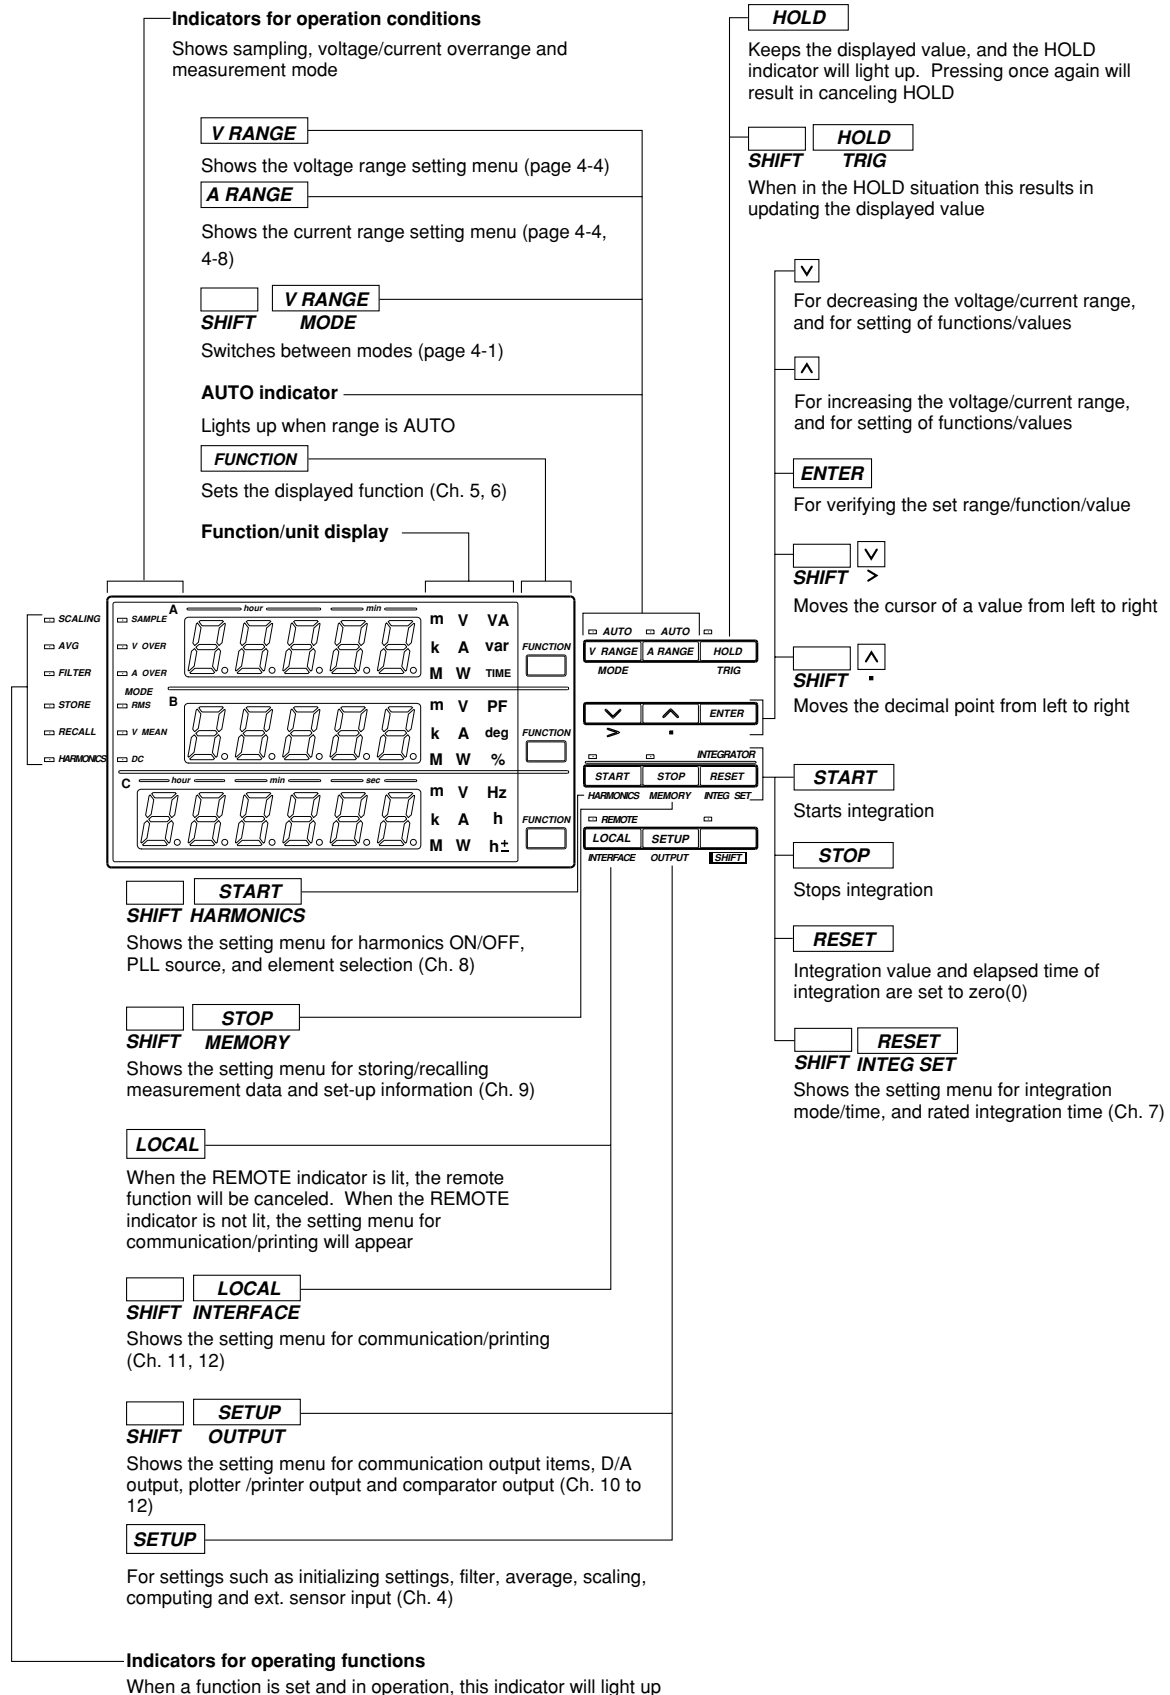 Indicators for operation conditions
Shows sampling, voltage/current overrange and
measurement mode
V RANGE
Shows the voltage range setting menu (page 4-4)
A RANGE
Shows the current range setting menu (page 4-4,
4-8)
V RANGE
SHIFT MODE
Switches between modes (page 4-1)
AUTO indicator
Lights up when range is AUTO
FUNCTION
Sets the displayed function (Ch. 5, 6)
Function/unit display
HOLD
Keeps the displayed value, and the HOLD
indicator will light up. Pressing once again will
result in canceling HOLD
HOLD
SHIFT TRIG
When in the HOLD situation this results in
updating the displayed value
∨
For decreasing the voltage/current range,
and for setting of functions/values
∧
For increasing the voltage/current range,
and for setting of functions/values
ENTER
For verifying the set range/function/value
∨
SHIFT >
Moves the cursor of a value from left to right
∧
SHIFT .
Moves the decimal point from left to right
SCALING
AVG
FILTER
STORE
RECALL
HARMONICS
SAMPLE
V OVER
A OVER
MODE
RMS
V MEAN
DC
A hour min
8.8.8.8.8.
m V VA
k A var
M W TIME
FUNCTION
B
8.8.8.8.8.
m V PF
k A deg
M W %
FUNCTION
C hour min sec
8.8.8.8.8.8.
m V Hz
k A h
M W h±
FUNCTION
AUTO AUTO
V RANGE A RANGE HOLD
MODE TRIG
∨ ∧ ENTER
> .
INTEGRATOR
START STOP RESET
HARMONICS MEMORY INTEG SET
REMOTE
LOCAL SETUP
INTERFACE OUTPUT SHIFT
START
Starts integration
STOP
Stops integration
RESET
Integration value and elapsed time of
integration are set to zero(0)
RESET
SHIFT INTEG SET
Shows the setting menu for integration
mode/time, and rated integration time (Ch. 7)
START
SHIFT HARMONICS
Shows the setting menu for harmonics ON/OFF,
PLL source, and element selection (Ch. 8)
STOP
SHIFT MEMORY
Shows the setting menu for storing/recalling
measurement data and set-up information (Ch. 9)
LOCAL
When the REMOTE indicator is lit, the remote
function will be canceled. When the REMOTE
indicator is not lit, the setting menu for
communication/printing will appear
LOCAL
SHIFT INTERFACE
Shows the setting menu for communication/printing
(Ch. 11, 12)
SETUP
SHIFT OUTPUT
Shows the setting menu for communication output items, D/A
output, plotter /printer output and comparator output (Ch. 10 to
12)
SETUP
For settings such as initializing settings, filter, average, scaling,
computing and ext. sensor input (Ch. 4)
Indicators for operating functions
When a function is set and in operation, this indicator will light up